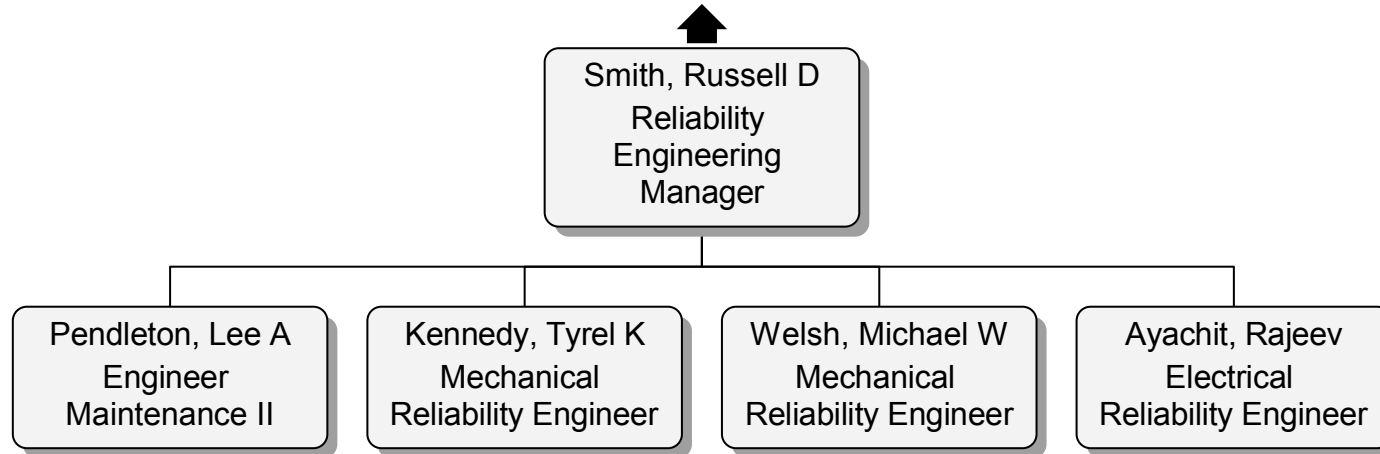 Smith, Russell D
Reliability
Engineering
Manager
Pendleton, Lee A
Engineer
Maintenance II
Kennedy, Tyrel K
Mechanical
Reliability Engineer
Welsh, Michael W
Mechanical
Reliability Engineer
Ayachit, Rajeev
Electrical
Reliability Engineer